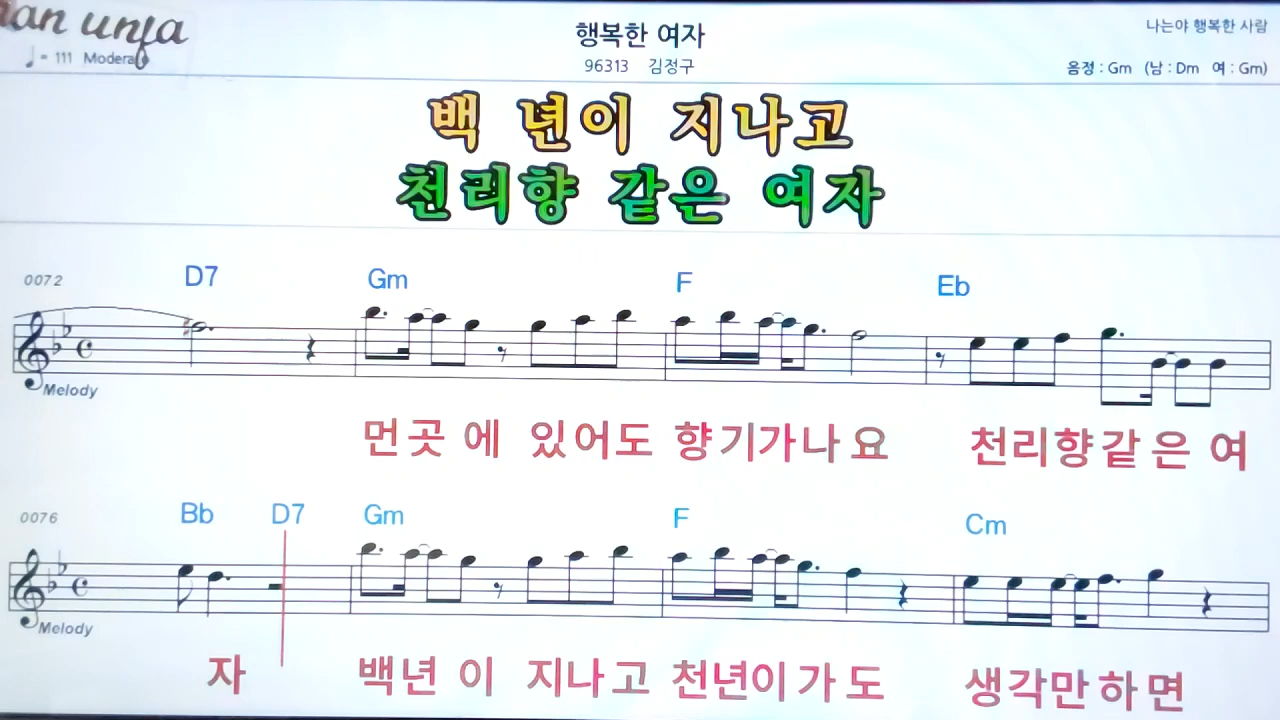 행복한 여자
나는야 행복한 사람
♩= 111 Modera
96313 김정구
음정 : Gm (남 : Dm 여 : Gm)
백 년이 지나고
천리향 같은 여자
0072 D7 Gm F Eb
Melody
먼곳 에 있어도 향기가나 요 천리향같 은 여
0076 Bb D7 Gm F Cm
Melody
자 백년 이 지나고 천년이가 도 생각만하 면